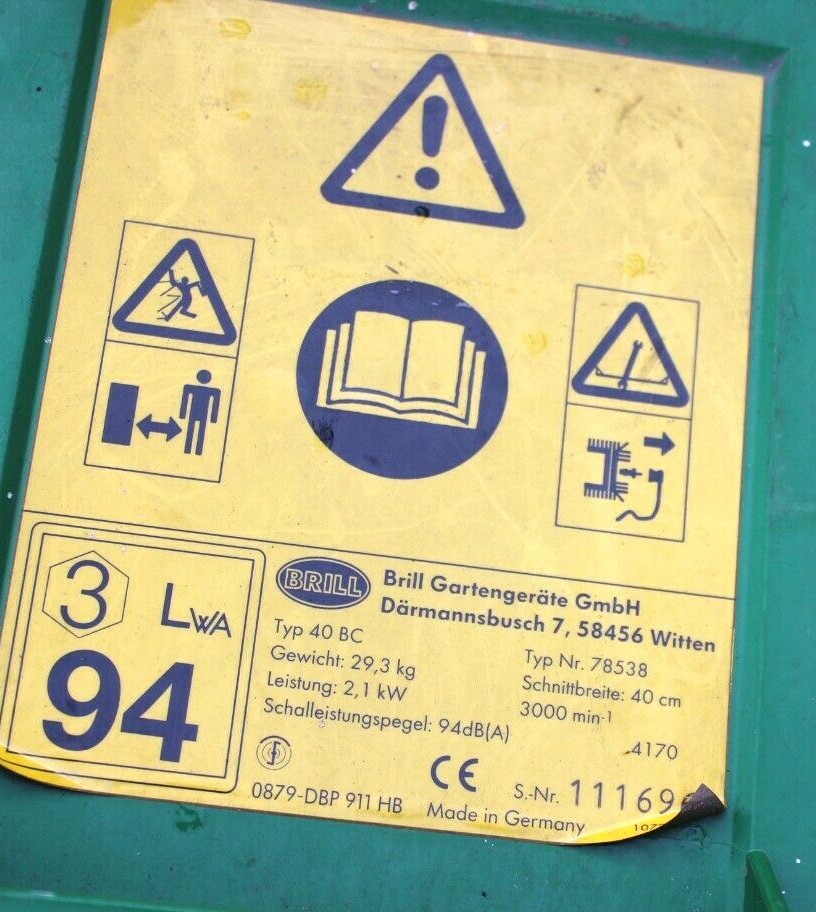 3 LWA
94
BRILL
Brill Gartengeräte GmbH
Därmannsbusch 7, 58456 Witten
Typ 40 BC
Gewicht: 29,3 kg
Leistung: 2,1 kW
Schalleistungspegel: 94dB(A)
Typ Nr. 78538
Schnittbreite: 40 cm
3000 min-1
4170
CE
S.-Nr.
0879-DBP 911 HB
Made in Germany